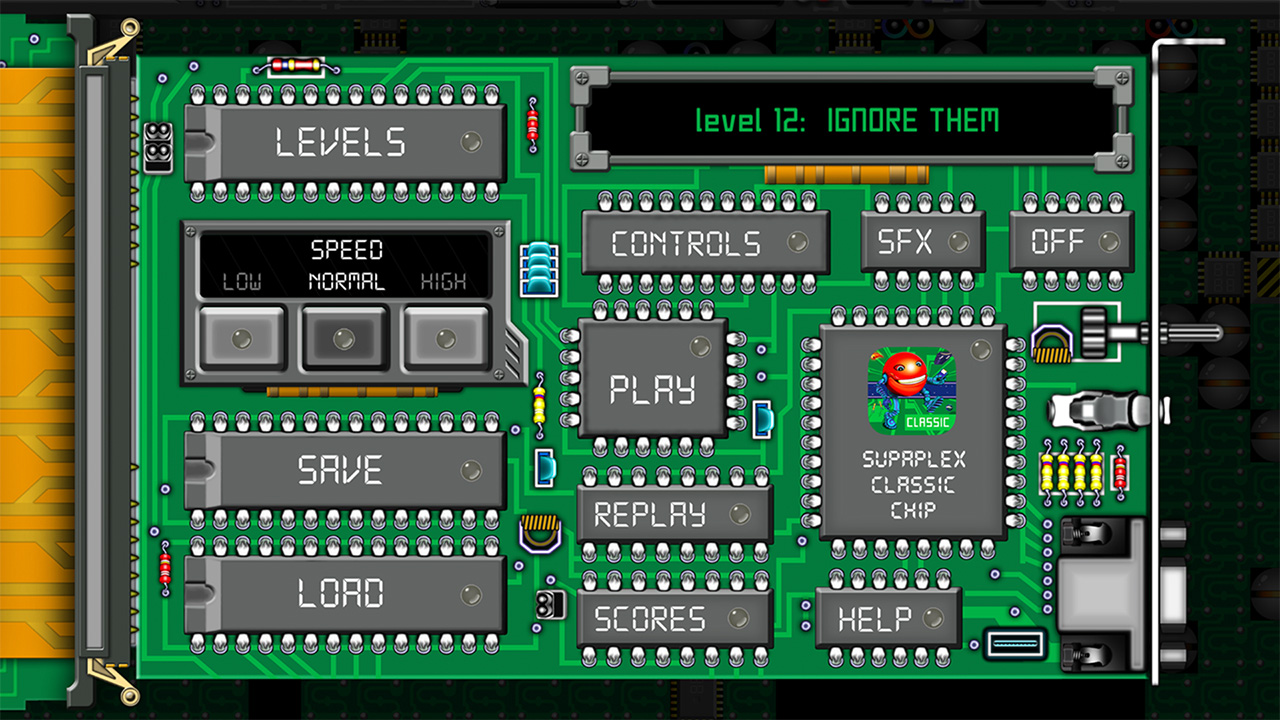 LEVELS
level 12: IGNORE THEM
SPEED
LOW NORMAL HIGH
CONTROLS
SFX
OFF
PLAY
CLASSIC
SUPAPLEX
CLASSIC
CHIP
SAVE
REPLAY
LOAD
SCORES
HELP